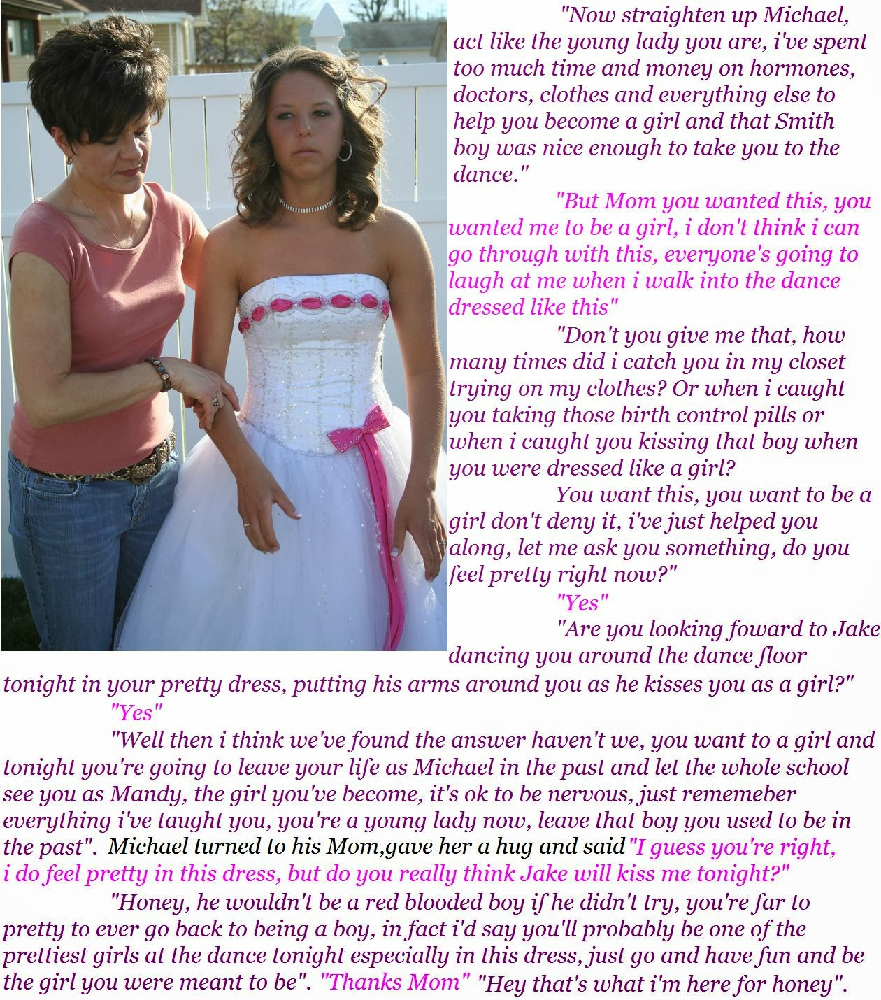 "Now straighten up Michael,
act like the young lady you are, i've spent
too much time and money on hormones,
doctors, clothes and everything else to
help you become a girl and that Smith
boy was nice enough to take you to the
dance."
"But Mom you wanted this, you
wanted me to be a girl, i don't think i can
go through with this, everyone's going to
laugh at me when i walk into the dance
dressed like this"
"Don't you give me that, how
many times did i catch you in my closet
trying on my clothes? Or when i caught
you taking those birth control pills or
when i caught you kissing that boy when
you were dressed like a girl?
You want this, you want to be a
girl don't deny it, i've just helped you
along, let me ask you something, do you
feel pretty right now?"
"Yes"
"Are you looking foward to Jake
dancing you around the dance floor
tonight in your pretty dress, putting his arms around you as he kisses you as a girl?"
"Yes"
"Well then i think we've found the answer haven't we, you want to a girl and
tonight you're going to leave your life as Michael in the past and let the whole school
see you as Mandy, the girl you've become, it's ok to be nervous, just rememeber
everything i've taught you, you're a young lady now, leave that boy you used to be in
the past". Michael turned to his Mom,gave her a hug and said "I guess you're right,
i do feel pretty in this dress, but do you really think Jake will kiss me tonight?"
"Honey, he wouldn't be a red blooded boy if he didn't try, you're far to
pretty to ever go back to being a boy, in fact i'd say you'll probably be one of the
prettiest girls at the dance tonight especially in this dress, just go and have fun and be
the girl you were meant to be". "Thanks Mom" "Hey that's what i'm here for honey".